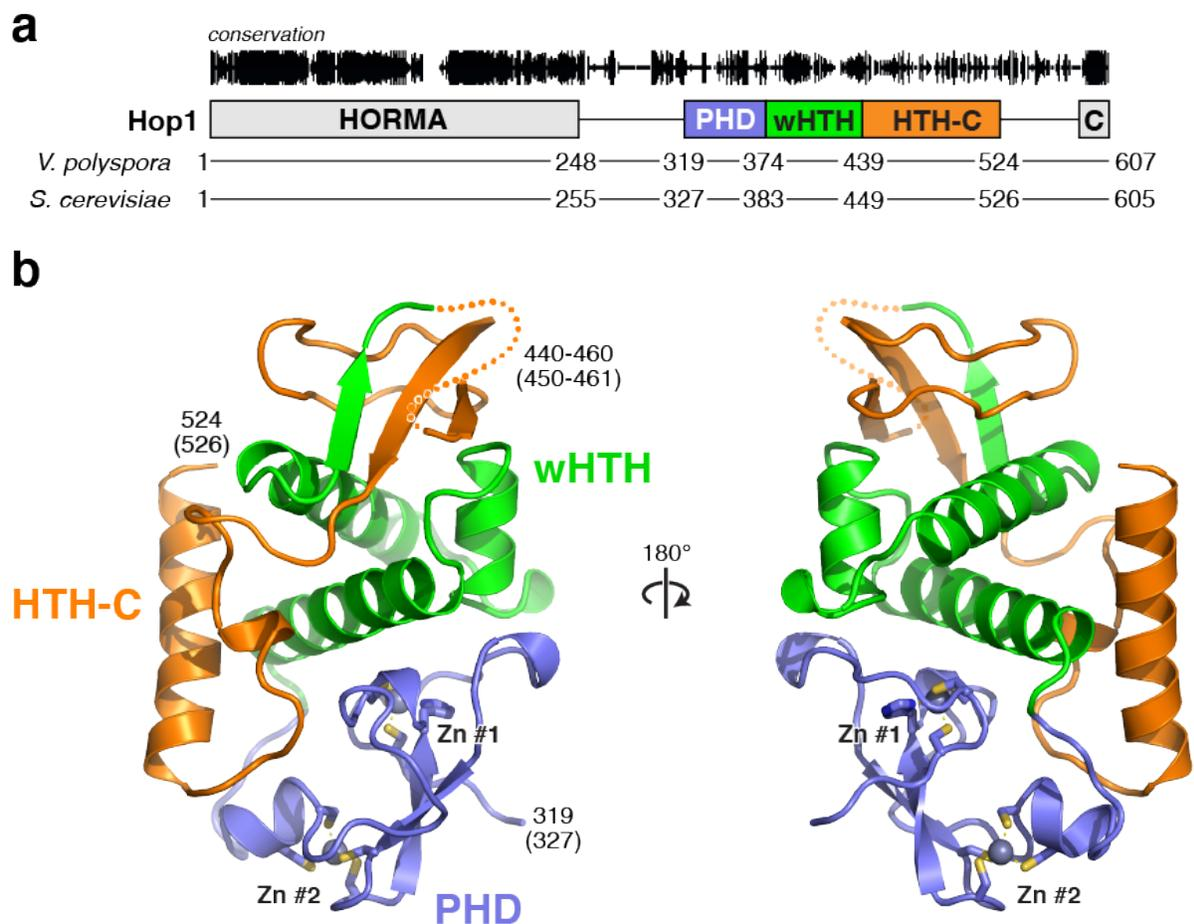 a
conservation
Hop1 HORMA PHD wHTH HTH-C C
V. polyspora 1 248 319 374 439 524 607
S. cerevisiae 1 255 327 383 449 526 605
b
440-460
(450-461)
524
(526)
wHTH
180°
HTH-C
Zn #1
Zn #1
319
(327)
Zn #2
PHD
Zn #2